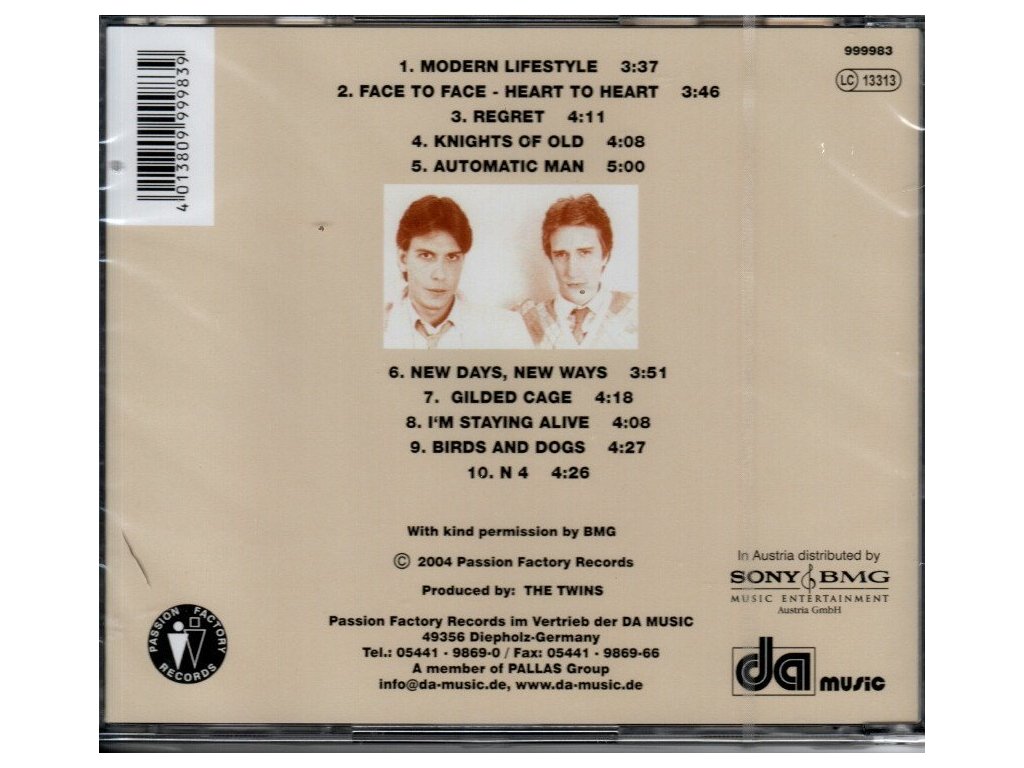 4 013809 999839
999983
LC 13313
1. MODERN LIFESTYLE 3:37
2. FACE TO FACE - HEART TO HEART 3:46
3. REGRET 4:11
4. KNIGHTS OF OLD 4:08
5. AUTOMATIC MAN 5:00
6. NEW DAYS, NEW WAYS 3:51
7. GILDED CAGE 4:18
8. I'M STAYING ALIVE 4:08
9. BIRDS AND DOGS 4:27
10. N 4 4:26
With kind permission by BMG
© 2004 Passion Factory Records
Produced by: THE TWINS
Passion Factory Records im Vertrieb der DA MUSIC
49356 Diepholz-Germany
Tel.: 05441 - 9869-0 / Fax: 05441 - 9869-66
A member of PALLAS Group
info@da-music.de, www.da-music.de
PASSION FACTORY RECORDS
In Austria distributed by
SONY BMG
MUSIC ENTERTAINMENT
Austria GmbH
da music